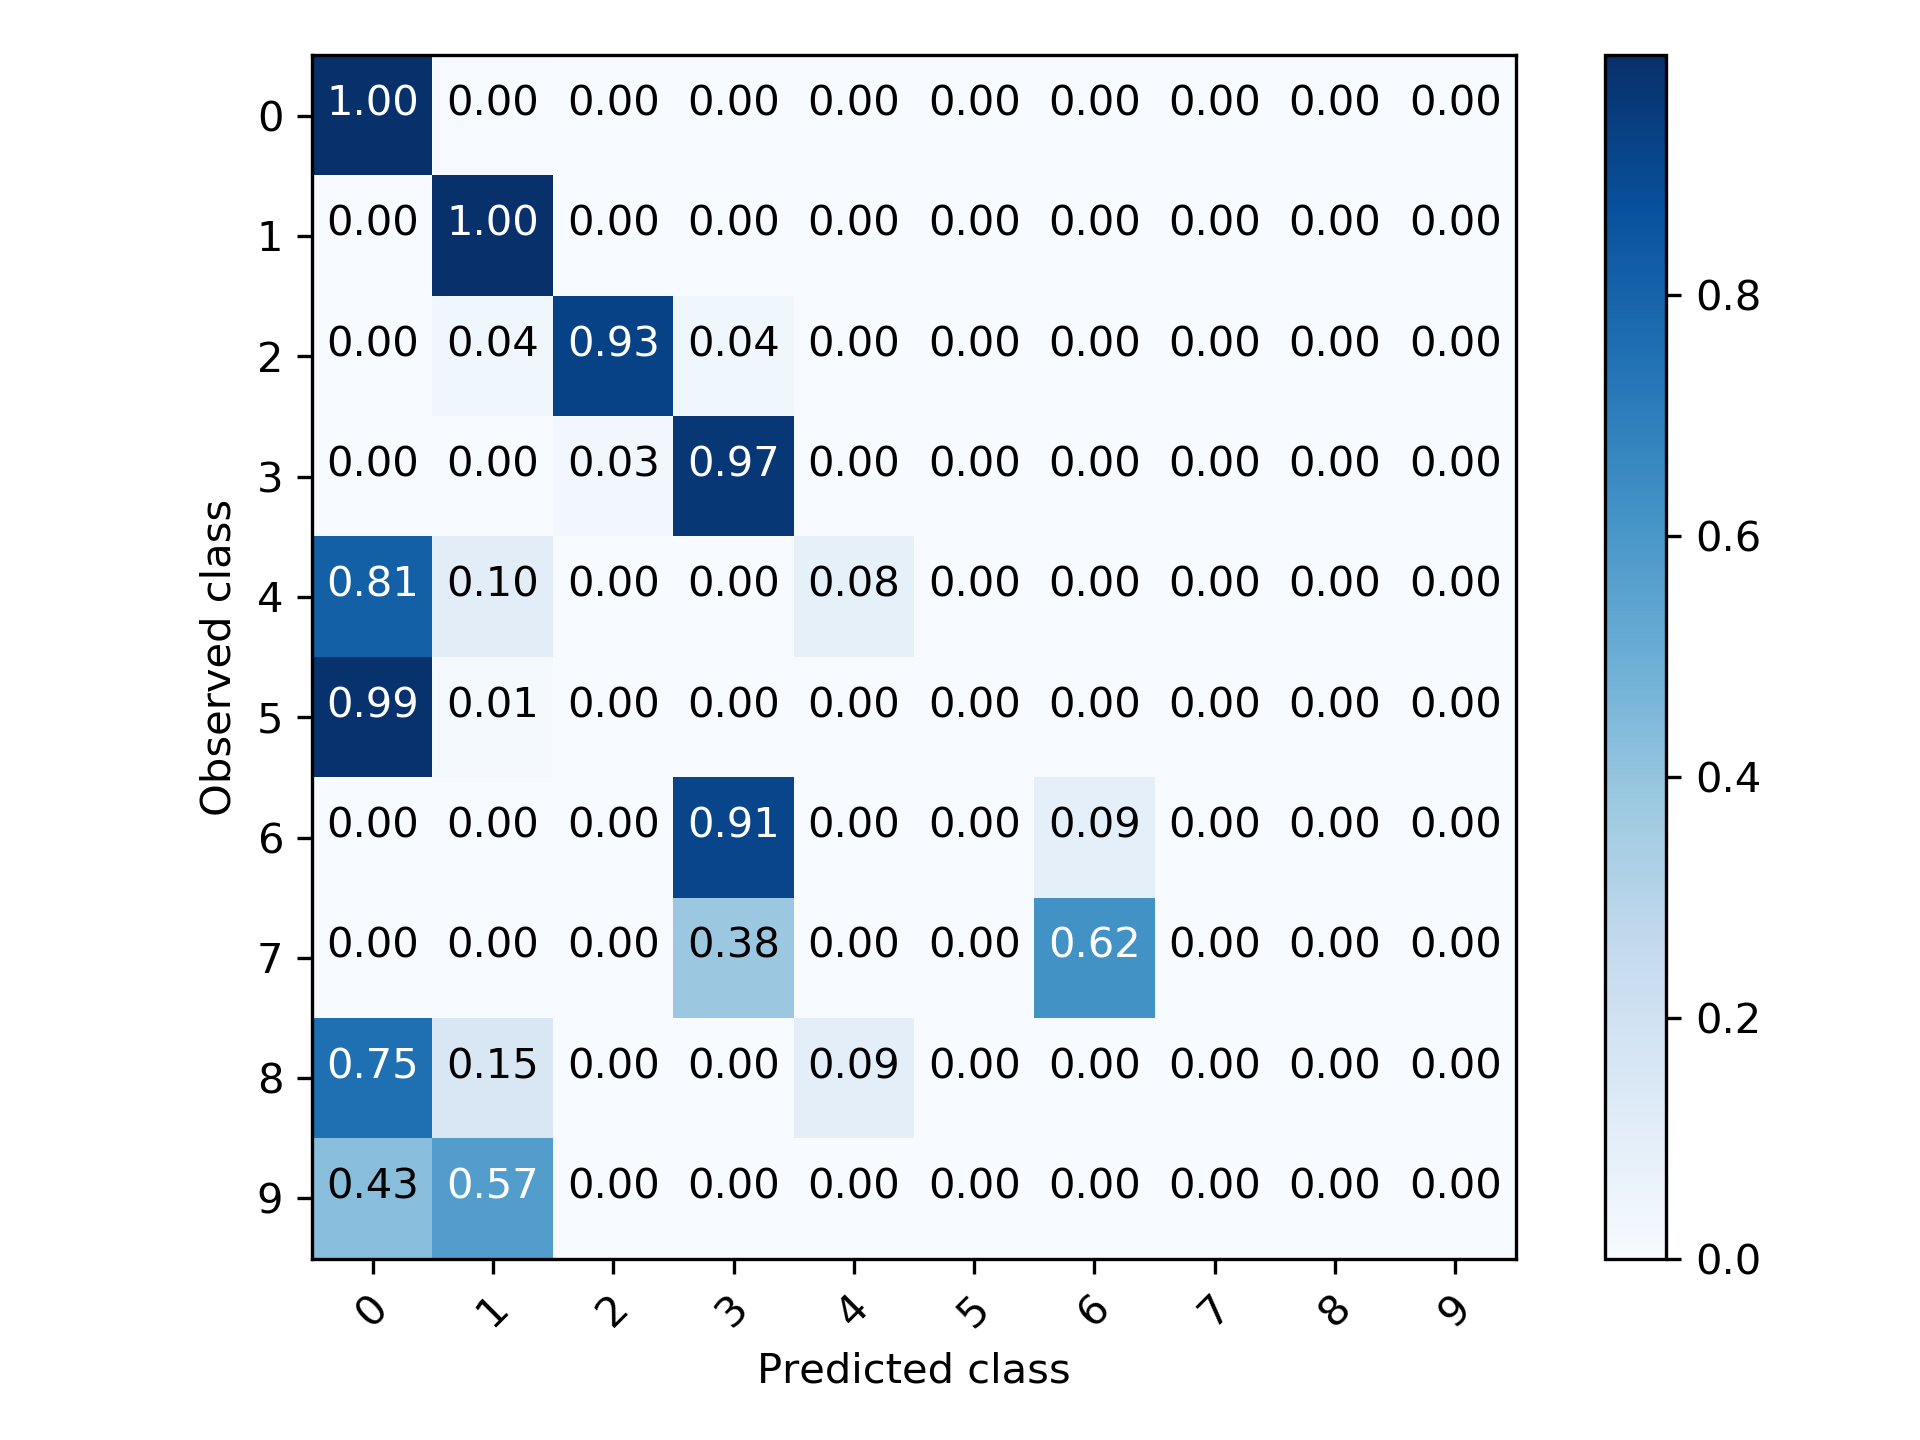 0 1.00 0.00 0.00 0.00 0.00 0.00 0.00 0.00 0.00 0.00
1 0.00 1.00 0.00 0.00 0.00 0.00 0.00 0.00 0.00 0.00
2 0.00 0.04 0.93 0.04 0.00 0.00 0.00 0.00 0.00 0.00
3 0.00 0.00 0.03 0.97 0.00 0.00 0.00 0.00 0.00 0.00
4 0.81 0.10 0.00 0.00 0.08 0.00 0.00 0.00 0.00 0.00
5 0.99 0.01 0.00 0.00 0.00 0.00 0.00 0.00 0.00 0.00
6 0.00 0.00 0.00 0.91 0.00 0.00 0.09 0.00 0.00 0.00
7 0.00 0.00 0.00 0.38 0.00 0.00 0.62 0.00 0.00 0.00
8 0.75 0.15 0.00 0.00 0.09 0.00 0.00 0.00 0.00 0.00
9 0.43 0.57 0.00 0.00 0.00 0.00 0.00 0.00 0.00 0.00
0 1 2 3 4 5 6 7 8 9
Predicted class
Observed class
0.8
0.6
0.4
0.2
0.0